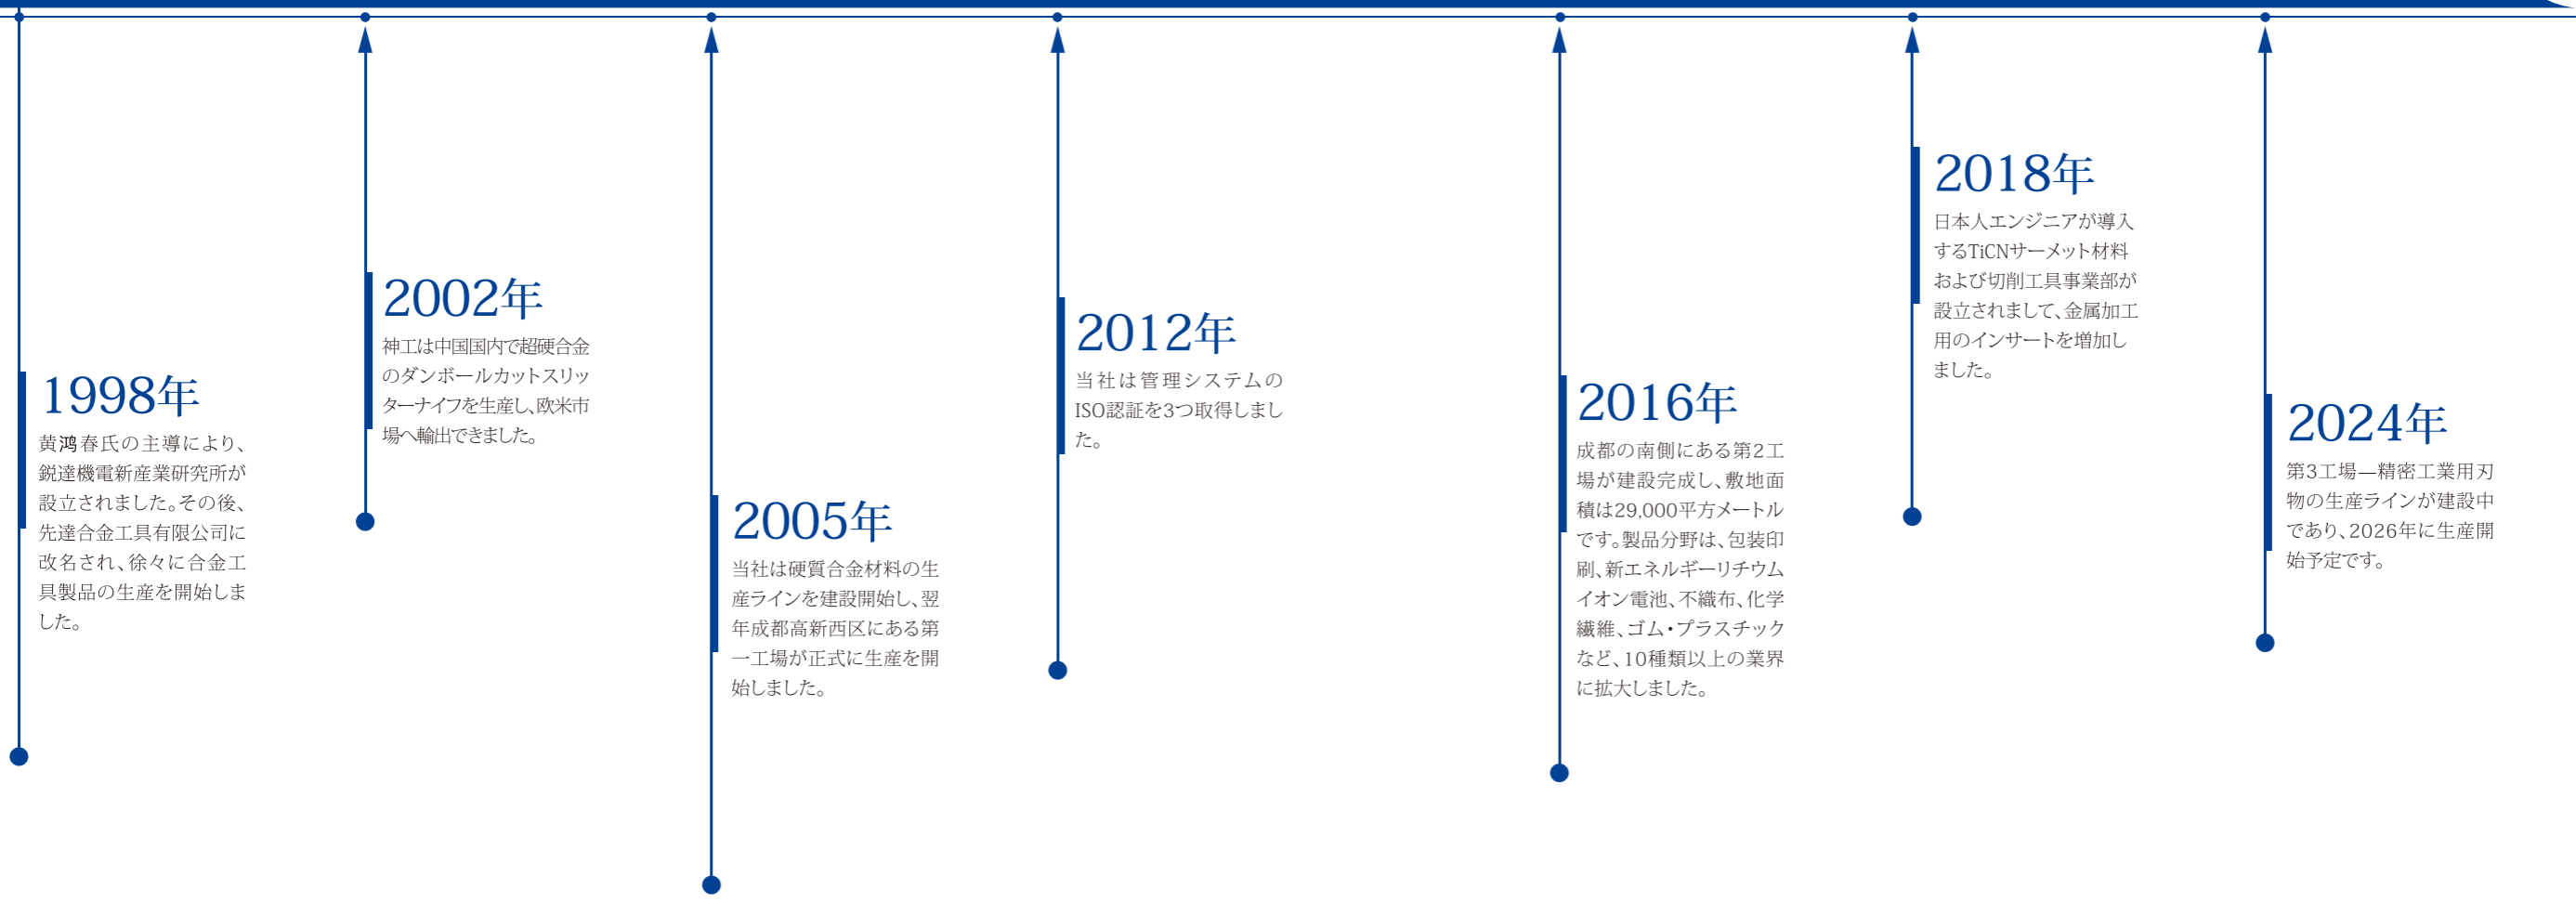 1998年
黄鸿春氏の主導により、
鋭達機電新産業研究所が
設立されました。その後、
先達合金工具有限公司に
改名され、徐々に合金工
具製品の生産を開始しま
した。
2002年
神工は中国国内で超硬合金
のダンボールカットスリッ
ターナイフを生産し、欧米市
場へ輸出できました。
2005年
当社は硬質合金材料の生
産ラインを建設開始し、翌
年成都高新西区にある第
一工場が正式に生産を開
始しました。
2012年
当社は管理システムの
ISO認証を3つ取得しまし
た。
2016年
成都の南側にある第2工
場が建設完成し、敷地面
積は29,000平方メートル
です。製品分野は、包装印
刷、新エネルギーリチウム
イオン電池、不織布、化学
繊維、ゴム・プラスチック
など、10種類以上の業界
に拡大しました。
2018年
日本人エンジニアが導入
するTiCNサーメット材料
および切削工具事業部が
設立されまして、金属加工
用のインサートを増加し
ました。
2024年
第3工場―精密工業用刃
物の生産ラインが建設中
であり、2026年に生産開
始予定です。